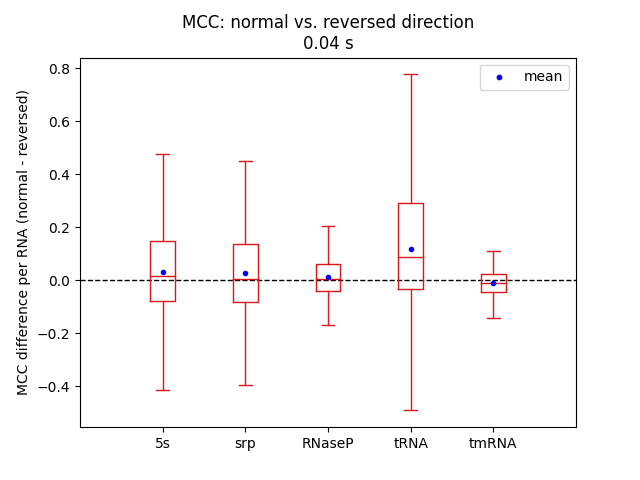 MCC: normal vs. reversed direction
0.04 s
mean
MCC difference per RNA (normal - reversed)
0.8
0.6
0.4
0.2
0.0
−0.2
−0.4
5s srp RNaseP tRNA tmRNA